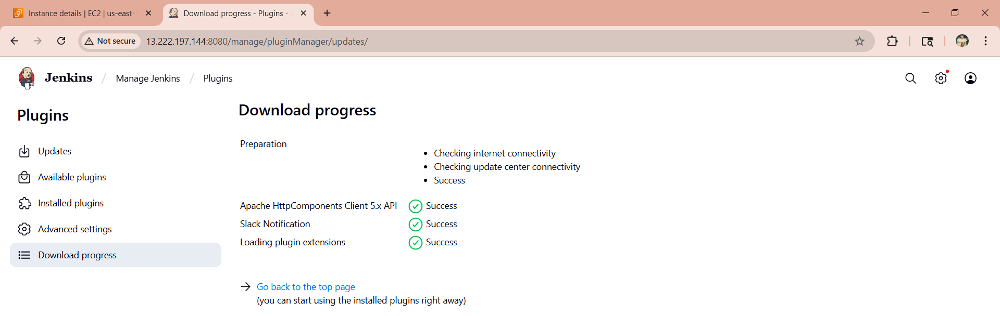 Instance details | EC2 | us-east-
Download progress - Plugins -
Not secure
13.222.197.144:8080/manage/pluginManager/updates/
Jenkins / Manage Jenkins / Plugins
Plugins
Updates
Available plugins
Installed plugins
Advanced settings
Download progress
Download progress
Preparation
• Checking internet connectivity
• Checking update center connectivity
• Success
Apache HttpComponents Client 5.x API Success
Slack Notification Success
Loading plugin extensions Success
→ Go back to the top page
(you can start using the installed plugins right away)